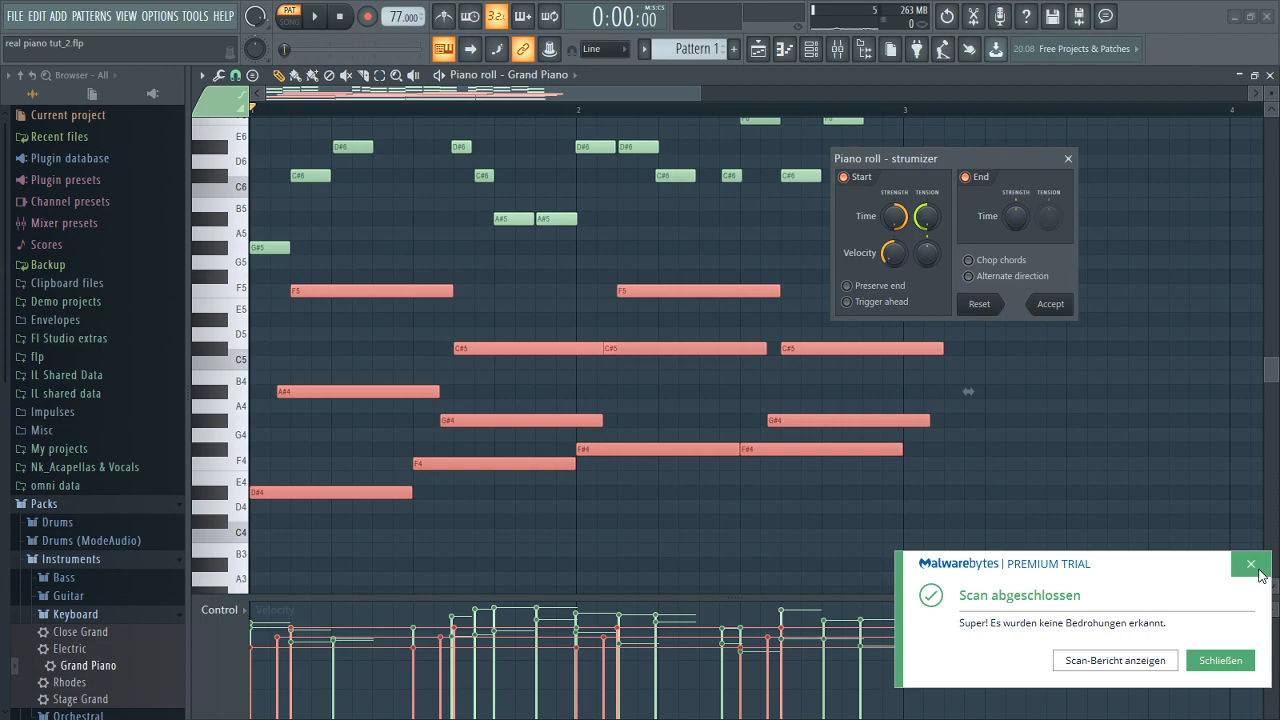 FILE EDIT ADD PATTERNS VIEW OPTIONS TOOLS HELP
PAT
SONG
77.000
3.2.
0:00:00
M:S:CS
5
263 MB
0
real piano tut_2.flp
Line
Pattern 1
+
20.08 Free Projects & Patches
Browser - All
Piano roll - Grand Piano
Current project
Recent files
Plugin database
Plugin presets
Channel presets
Mixer presets
Scores
Backup
Clipboard files
Demo projects
Envelopes
Fl Studio extras
flp
IL Shared Data
IL shared data
Impulses
Misc
My projects
Nk_Acapellas & Vocals
omni data
Packs
Drums
Drums (ModeAudio)
Instruments
Bass
Guitar
Keyboard
Close Grand
Electric
Grand Piano
Rhodes
Stage Grand
Orchestral
2
3
4
E6
D6
C6
B5
A5
G5
F5
E5
D5
C5
B4
A4
G4
F4
E4
D4
C4
B3
A3
D#6
D#6
D#6
D#6
C#6
C#6
C#6
C#6
C#6
A#5
A#5
G#5
F5
F5
C#5
C#5
C#5
A#4
G#4
G#4
F#4
F#4
F4
D#4
Piano roll - strumizer
Start
End
STRENGTH
TENSION
STRENGTH
TENSION
Time
Time
Velocity
Chop chords
Alternate direction
Preserve end
Trigger ahead
Reset
Accept
Control
Velocity
Malwarebytes | PREMIUM TRIAL
Scan abgeschlossen
Super! Es wurden keine Bedrohungen erkannt.
Scan-Bericht anzeigen
Schließen